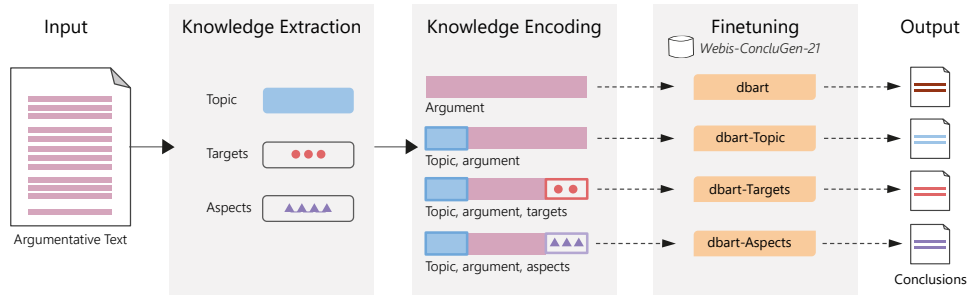 Input
Knowledge Extraction
Knowledge Encoding
Finetuning
Output
Webis-ConcluGen-21
Topic
Targets
Aspects
Argumentative Text
Argument
Topic, argument
Topic, argument, targets
Topic, argument, aspects
dbart
dbart-Topic
dbart-Targets
dbart-Aspects
Conclusions